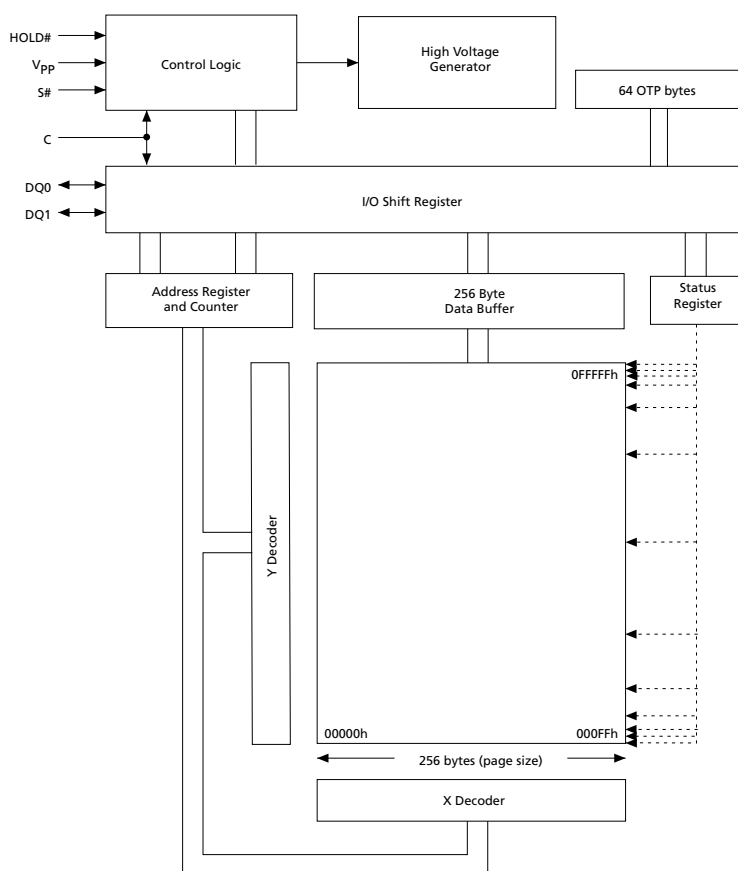 HOLD#
VPP
S#
C
Control Logic
High Voltage
Generator
64 OTP bytes
DQ0
DQ1
I/O Shift Register
Address Register
and Counter
256 Byte
Data Buffer
Status
Register
0FFFFFh
Y Decoder
00000h
000FFh
256 bytes (page size)
X Decoder